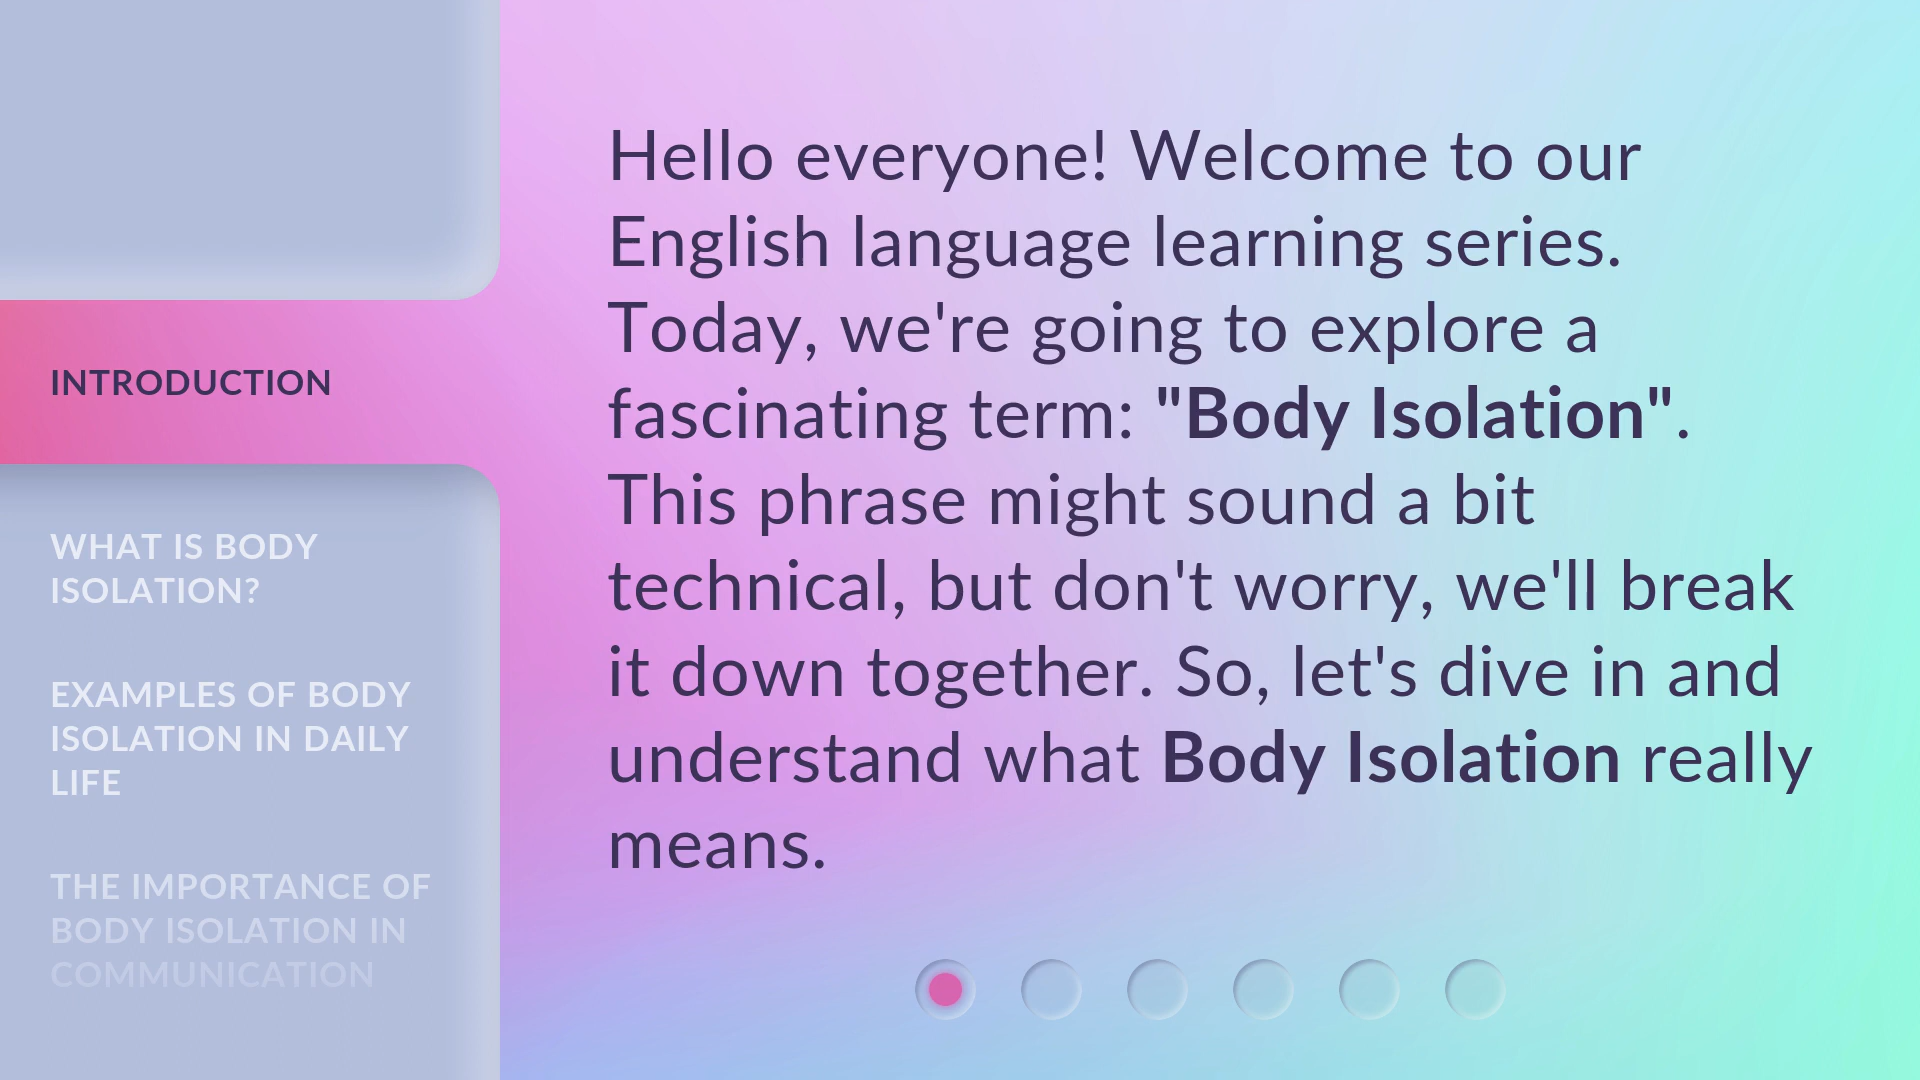 INTRODUCTION
WHAT IS BODY
ISOLATION?
EXAMPLES OF BODY
ISOLATION IN DAILY
LIFE
THE IMPORTANCE OF
BODY ISOLATION IN
COMMUNICATION
Hello everyone! Welcome to our
English language learning series.
Today, we're going to explore a
fascinating term: "Body Isolation".
This phrase might sound a bit
technical, but don't worry, we'll break
it down together. So, let's dive in and
understand what Body Isolation really
means.